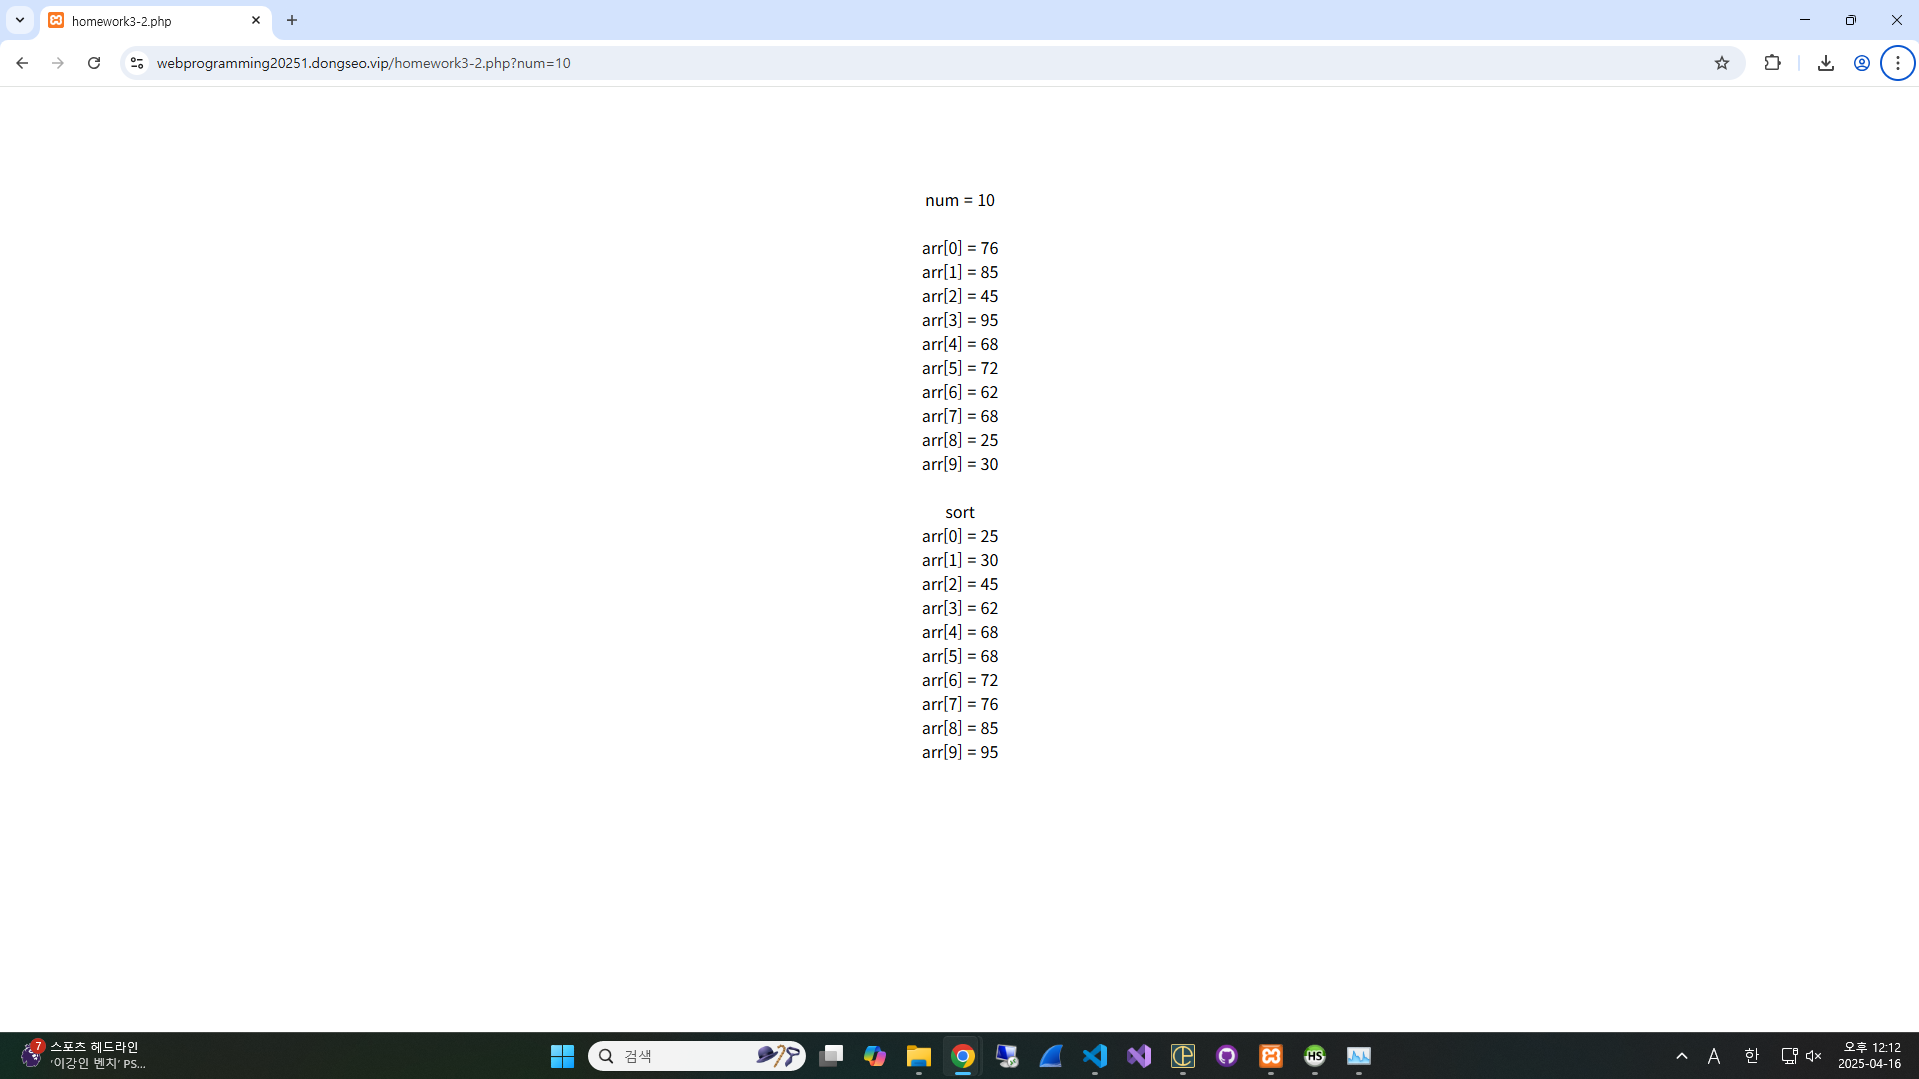 homework3-2.php
webprogramming20251.dongseo.vip/homework3-2.php?num=10
num = 10
arr[0] = 76
arr[1] = 85
arr[2] = 45
arr[3] = 95
arr[4] = 68
arr[5] = 72
arr[6] = 62
arr[7] = 68
arr[8] = 25
arr[9] = 30
sort
arr[0] = 25
arr[1] = 30
arr[2] = 45
arr[3] = 62
arr[4] = 68
arr[5] = 68
arr[6] = 72
arr[7] = 76
arr[8] = 85
arr[9] = 95
7
스포츠 헤드라인
'이강인 벤치' PS...
검색
HS
A
한
오후 12:12
2025-04-16